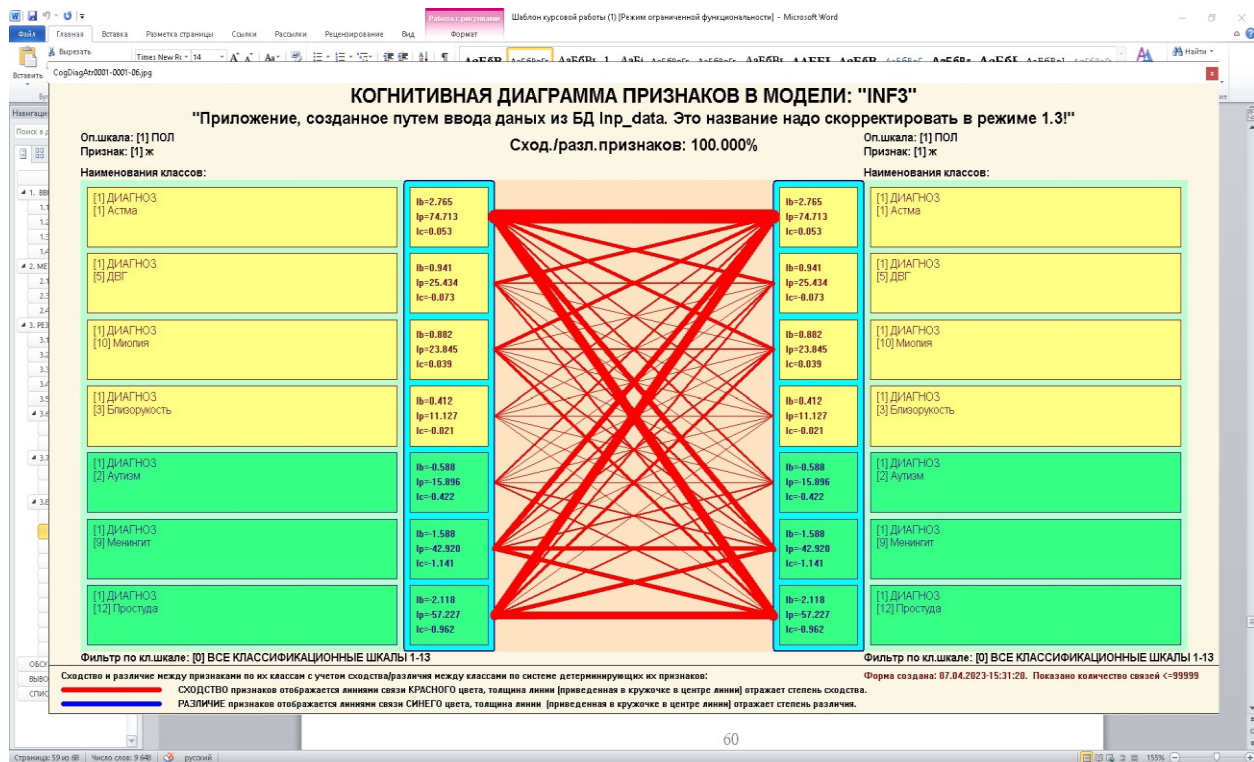 Работа с рисунками
Шаблон курсовой работы (1) [Режим ограниченной функциональности] - Microsoft Word
Файл Главная Вставка Разметка страницы Ссылки Рассылки Рецензирование Вид Формат
Вырезать
Times New Rc 14
Найти
Вставить
CogDiagAtr0001-0001-06.jpg
КОГНИТИВНАЯ ДИАГРАММА ПРИЗНАКОВ В МОДЕЛИ: "INF3"
"Приложение, созданное путем ввода даных из БД Inp_data. Это название надо скорректировать в режиме 1.3!"
Оп.шкала: [1] ПОЛ
Признак: [1] ж
Сход./разл.признаков: 100.000%
Оп.шкала: [1] ПОЛ
Признак: [1] ж
Наименования классов:
Наименования классов:
[1] ДИАГНОЗ
[1] Астма
Ib=2.765
Ip=74.713
Ic=0.053
Ib=2.765
Ip=74.713
Ic=0.053
[1] ДИАГНОЗ
[1] Астма
[1] ДИАГНОЗ
[5] ДВГ
Ib=0.941
Ip=25.434
Ic=-0.073
Ib=0.941
Ip=25.434
Ic=-0.073
[1] ДИАГНОЗ
[5] ДВГ
[1] ДИАГНОЗ
[10] Миопия
Ib=0.882
Ip=23.845
Ic=0.039
Ib=0.882
Ip=23.845
Ic=0.039
[1] ДИАГНОЗ
[10] Миопия
[1] ДИАГНОЗ
[3] Близорукость
Ib=0.412
Ip=11.127
Ic=-0.021
Ib=0.412
Ip=11.127
Ic=-0.021
[1] ДИАГНОЗ
[3] Близорукость
[1] ДИАГНОЗ
[2] Аутизм
Ib=-0.588
Ip=-15.896
Ic=-0.422
Ib=-0.588
Ip=-15.896
Ic=-0.422
[1] ДИАГНОЗ
[2] Аутизм
[1] ДИАГНОЗ
[9] Менингит
Ib=-1.588
Ip=-42.920
Ic=-1.141
Ib=-1.588
Ip=-42.920
Ic=-1.141
[1] ДИАГНОЗ
[9] Менингит
[1] ДИАГНОЗ
[12] Простуда
Ib=-2.118
Ip=-57.227
Ic=-0.962
Ib=-2.118
Ip=-57.227
Ic=-0.962
[1] ДИАГНОЗ
[12] Простуда
Фильтр по кл.шкале: [0] ВСЕ КЛАССИФИКАЦИОННЫЕ ШКАЛЫ 1-13
Фильтр по кл.шкале: [0] ВСЕ КЛАССИФИКАЦИОННЫЕ ШКАЛЫ 1-13
Сходство и различие между признаками по их классам с учетом сходства/различия между классами по системе детерминирующих их признаков:
Форма создана: 07.04.2023-15:31:20. Показано количество связей <=99999
СХОДСТВО признаков отображается линиями связи КРАСНОГО цвета, толщина линии (приведенная в кружочке в центре линии) отражает степень сходства.
РАЗЛИЧИЕ признаков отображается линиями связи СИНЕГО цвета, толщина линии (приведенная в кружочке в центре линии) отражает степень различия.
60
Страница: 59 из 68 Число слов: 9 648 русский 155%